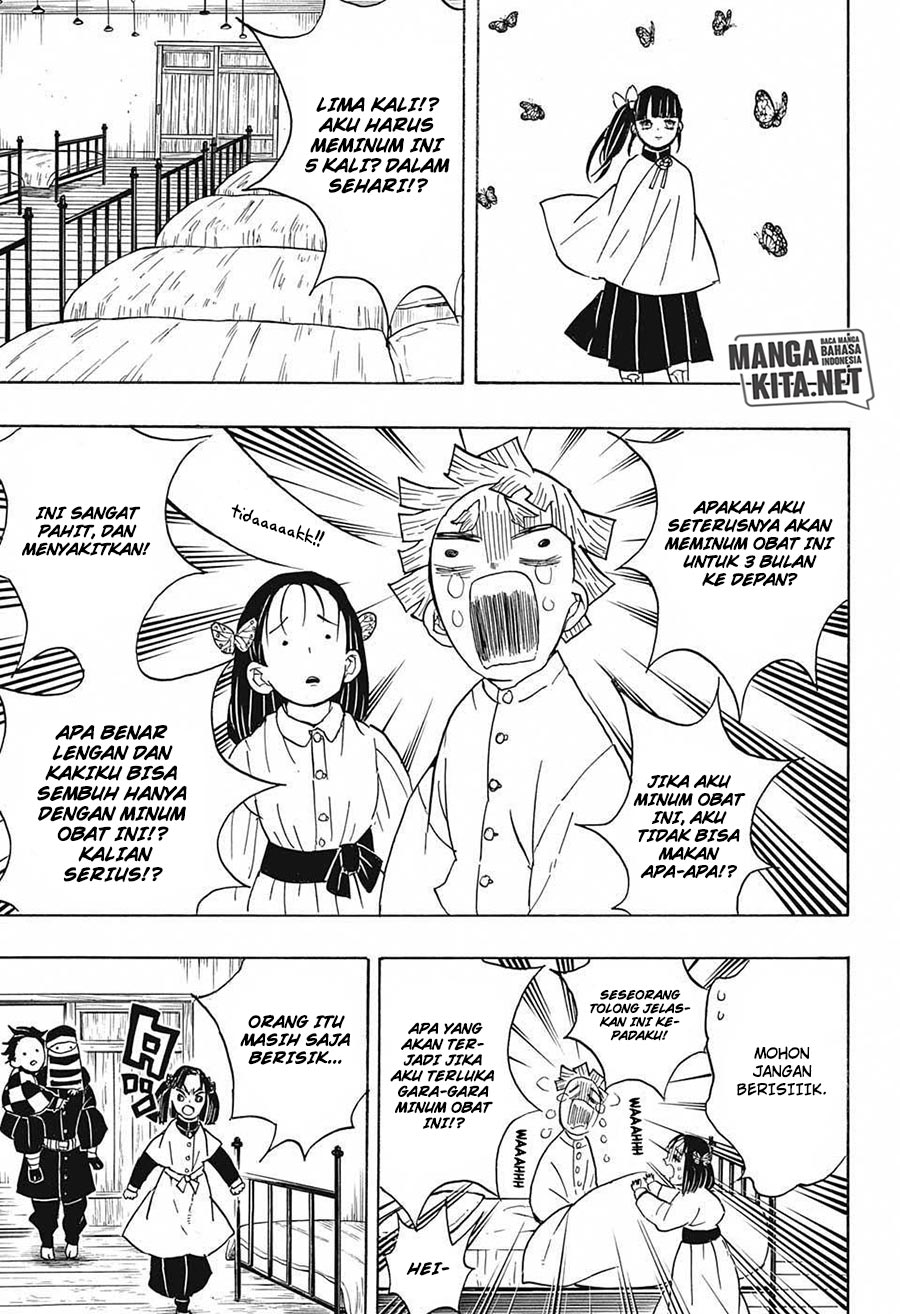 LIMA KALI!?
AKU HARUS
MEMINUM INI
5 KALI? DALAM
SEHARI!?
MANGA
KITA.NET
BACA MANGA
BAHASA
INDONESIA
APAKAH AKU
SETERUSNYA AKAN
MEMINUM OBAT INI
UNTUK 3 BULAN
KE DEPAN?
JIKA AKU
MINUM OBAT
INI, AKU
TIDAK BISA
MAKAN
APA-APA!?
tidaaaaakk!!
INI SANGAT
PAHIT, DAN
MENYAKITKAN!
APA BENAR
LENGAN DAN
KAKIKU BISA
SEMBUH HANYA
DENGAN MINUM
OBAT INI!?
KALIAN
SERIUS!?
MOHON
JANGAN
BERISIIIK.
SESEORANG
TOLONG JELAS-
KAN INI KE-
PADAKU!
APA YANG
AKAN TER-
JADI JIKA
AKU TERLUKA
GARA-GARA
MINUM OBAT
INI!?
WAAAHHH
WAAAHHH
HEI-
ORANG ITU
MASIH SAJA
BERISIK...